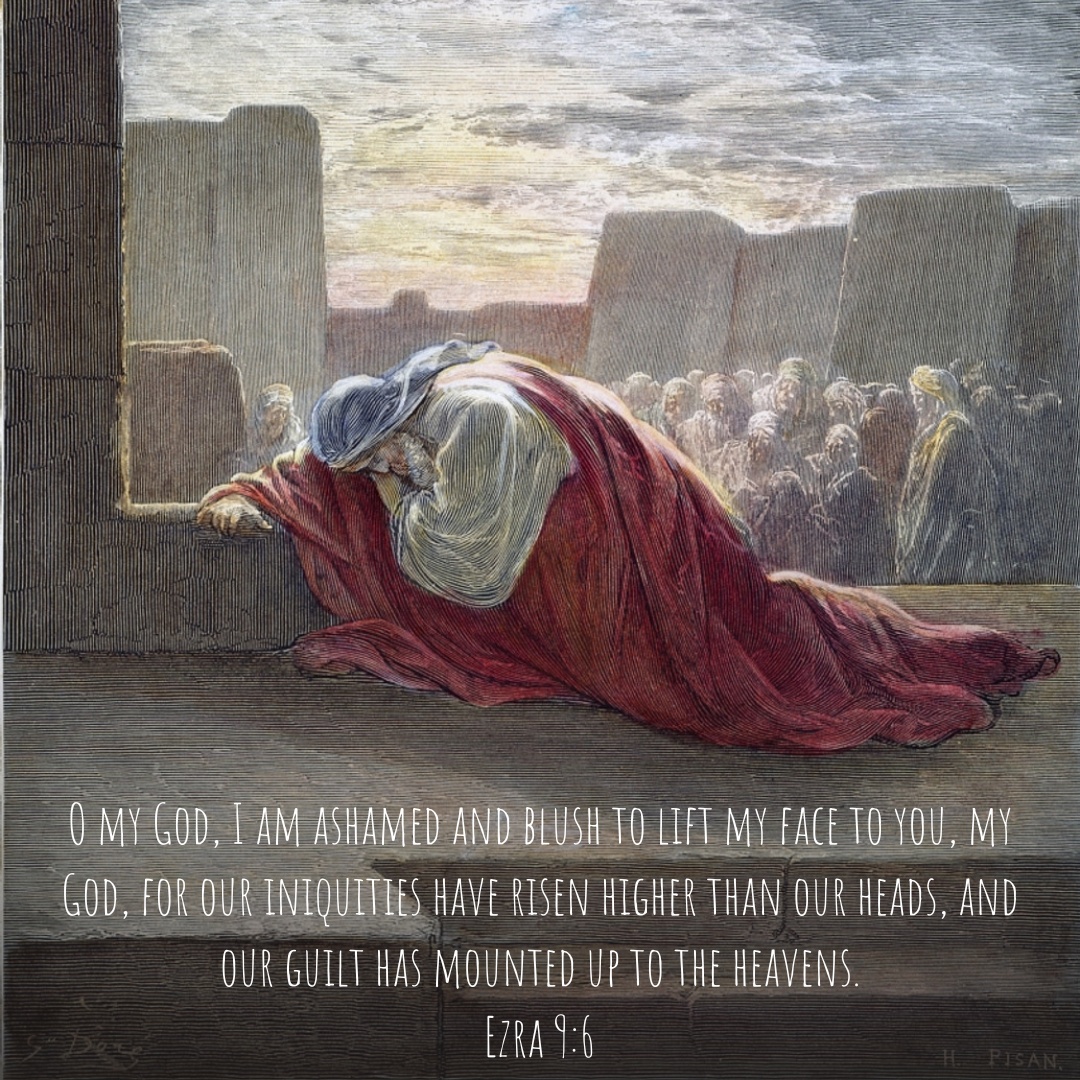 O my God, I am ashamed and blush to lift my face to you, my
God, for our iniquities have risen higher than our heads, and
our guilt has mounted up to the heavens.
Ezra 9:6
G Doré
H. PISAN.